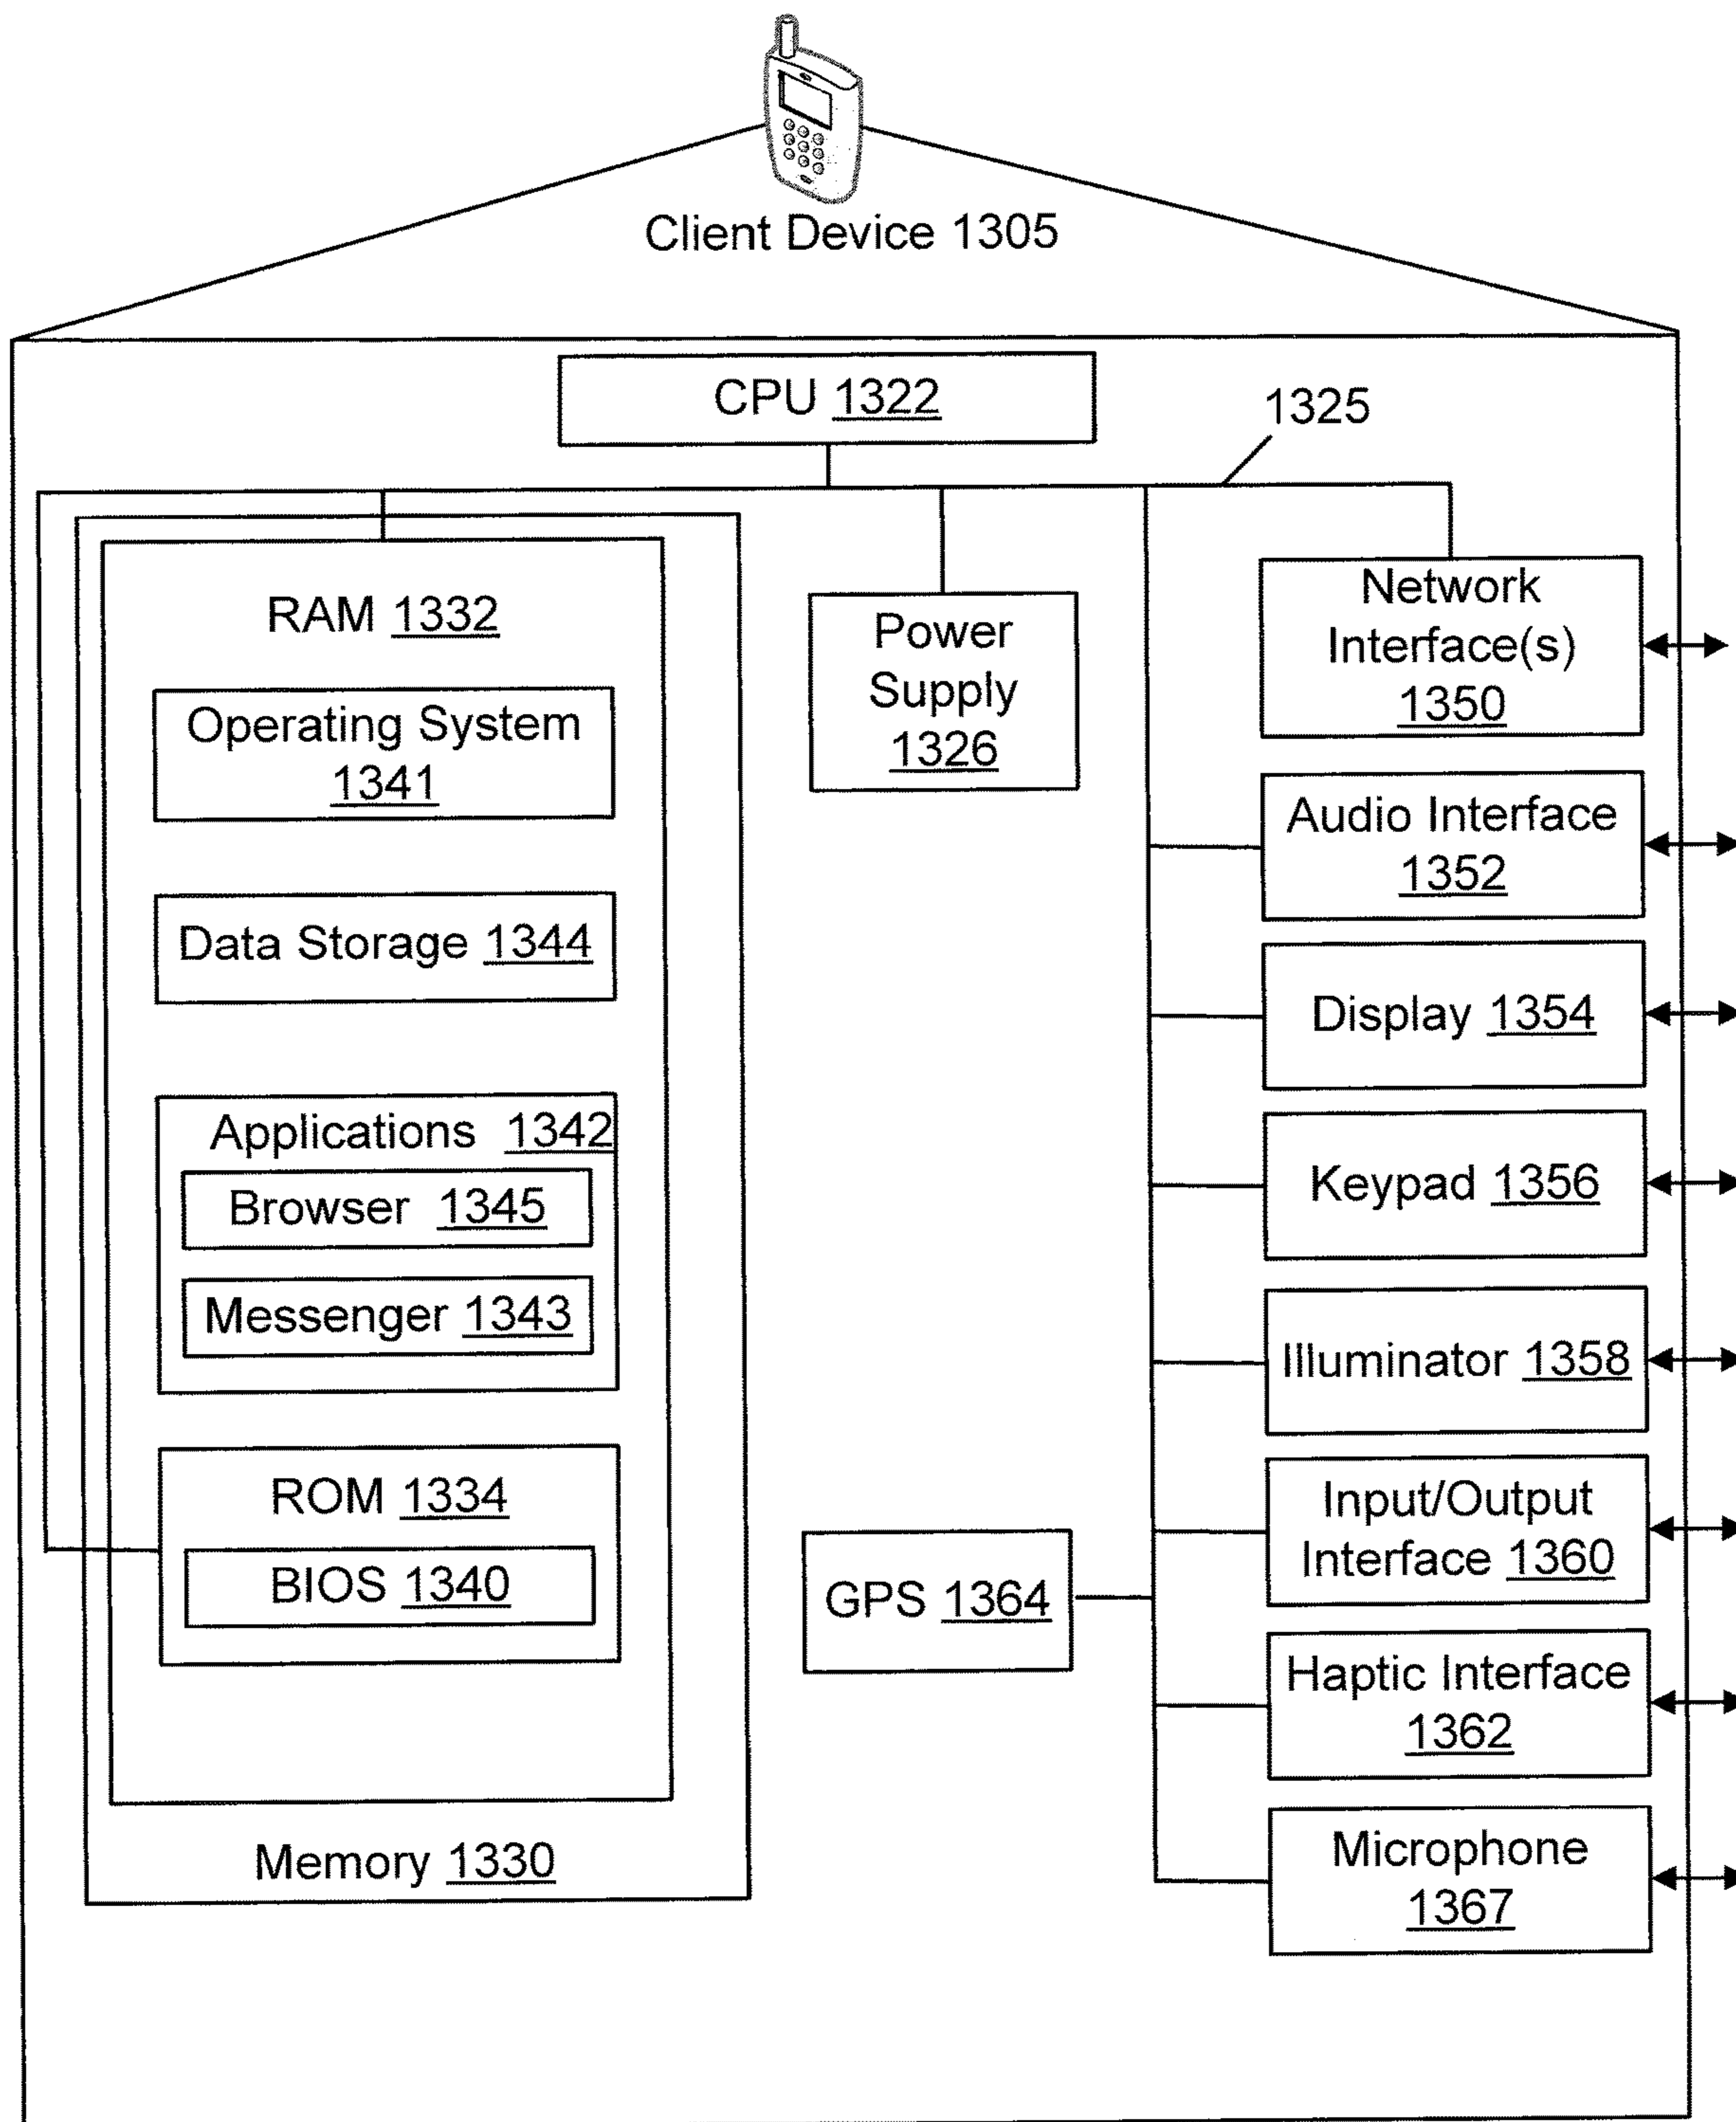 Client Device 1305
CPU 1322
1325
RAM 1332
Operating System
1341
Data Storage 1344
Applications 1342
Browser 1345
Messenger 1343
ROM 1334
BIOS 1340
Memory 1330
Power
Supply
1326
GPS 1364
Network
Interface(s)
1350
Audio Interface
1352
Display 1354
Keypad 1356
Illuminator 1358
Input/Output
Interface 1360
Haptic Interface
1362
Microphone
1367